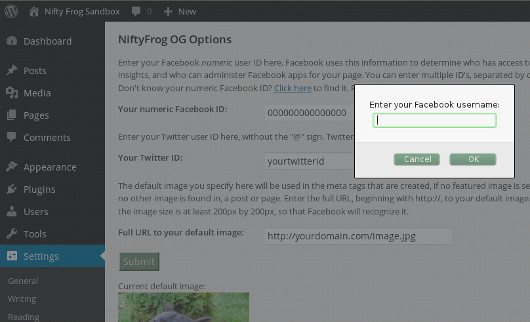 Nifty Frog Sandbox 0 New
Dashboard
Posts
Media
Pages
Comments
Appearance
Plugins
Users
Tools
Settings
General
Writing
Reading
NiftyFrog OG Options
Enter your Facebook numeric user ID here. Facebook uses this information to determine who has access to
insights, and who can administer Facebook apps for your page. You can enter multiple ID's, separated by c
Don't know your numeric Facebook ID? Click here to find it.
Your numeric Facebook ID: 000000000000000
Enter your Twitter user ID here, without the "@" sign.
Your Twitter ID: yourtwitterid
The default image you specify here will be used in the meta tags that are created, if no featured image is se
no other image is found in, a post or page. Enter the full URL, beginning with http://, to your default image.
the image size is at least 200px by 200px, so that Facebook will recognize it.
Full URL to your default image: http://yourdomain.com/image.jpg
Submit
Current default image:
Enter your Facebook username:
Cancel OK